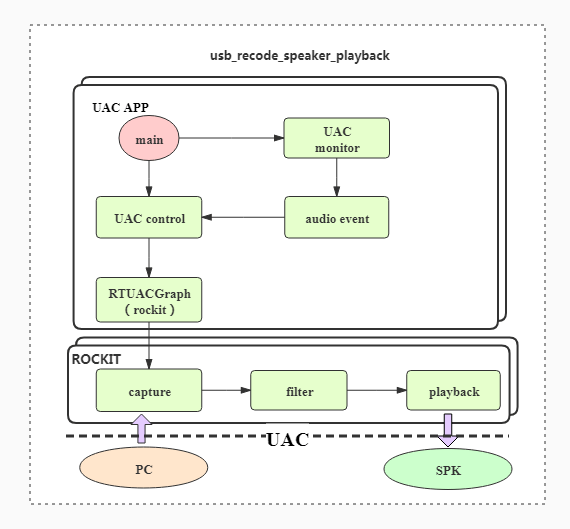 usb_recode_speaker_playback
UAC APP
main
UAC
monitor
UAC control
audio event
RTUACGraph
( rockit )
ROCKIT
capture
filter
playback
UAC
PC
SPK